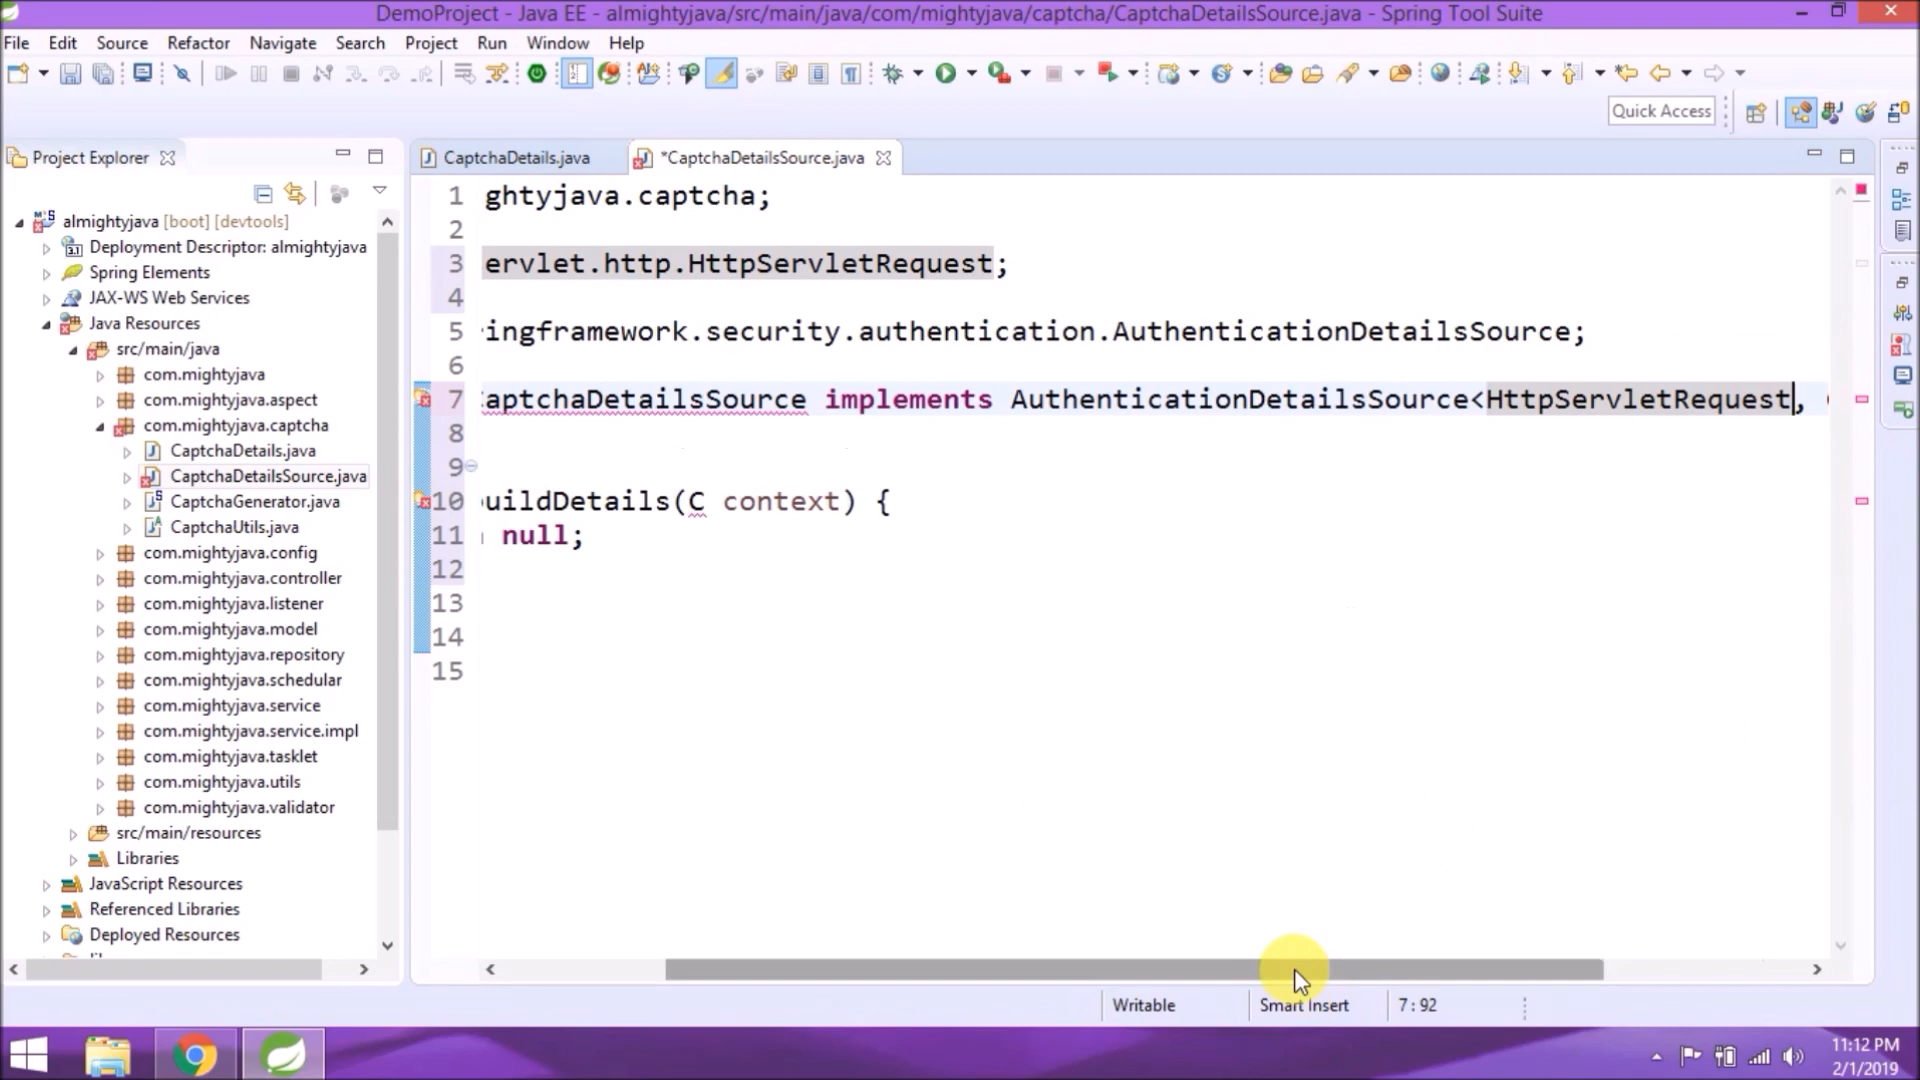 DemoProject - Java EE - almightyjava/src/main/java/com/mightyjava/captcha/CaptchaDetailsSource.java - Spring Tool Suite
File Edit Source Refactor Navigate Search Project Run Window Help
Quick Access
Project Explorer
CaptchaDetails.java
*CaptchaDetailsSource.java
almightyjava [boot] [devtools]
Deployment Descriptor: almightyjava
Spring Elements
JAX-WS Web Services
Java Resources
src/main/java
com.mightyjava
com.mightyjava.aspect
com.mightyjava.captcha
CaptchaDetails.java
CaptchaDetailsSource.java
CaptchaGenerator.java
CaptchaUtils.java
com.mightyjava.config
com.mightyjava.controller
com.mightyjava.listener
com.mightyjava.model
com.mightyjava.repository
com.mightyjava.schedular
com.mightyjava.service
com.mightyjava.service.impl
com.mightyjava.tasklet
com.mightyjava.utils
com.mightyjava.validator
src/main/resources
Libraries
JavaScript Resources
Referenced Libraries
Deployed Resources
1 ghtyjava.captcha;
2
3 ervlet.http.HttpServletRequest;
4
5 ingframework.security.authentication.AuthenticationDetailsSource;
6
7 CaptchaDetailsSource implements AuthenticationDetailsSource<HttpServletRequest,
8
9
10 buildDetails(C context) {
11 null;
12
13
14
15
Writable
Smart Insert
7 : 92
11:12 PM
2/1/2019